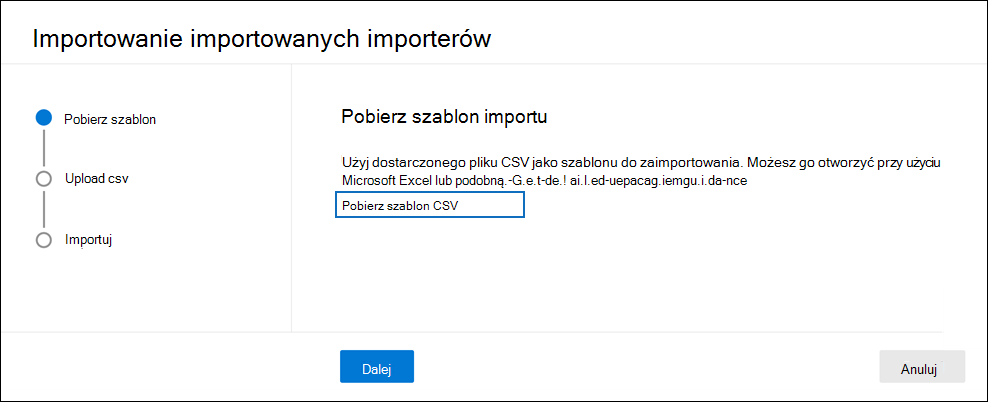 Importowanie importowanych importerów
Pobierz szablon
Upload csv
Importuj
Pobierz szablon importu
Użyj dostarczonego pliku CSV jako szablonu do zaimportowania. Możesz go otworzyć przy użyciu
Microsoft Excel lub podobną.-G.e.t-de.! ai.l.ed-uepacag.iemgu.i.da-nce
Pobierz szablon CSV
Dalej
Anuluj